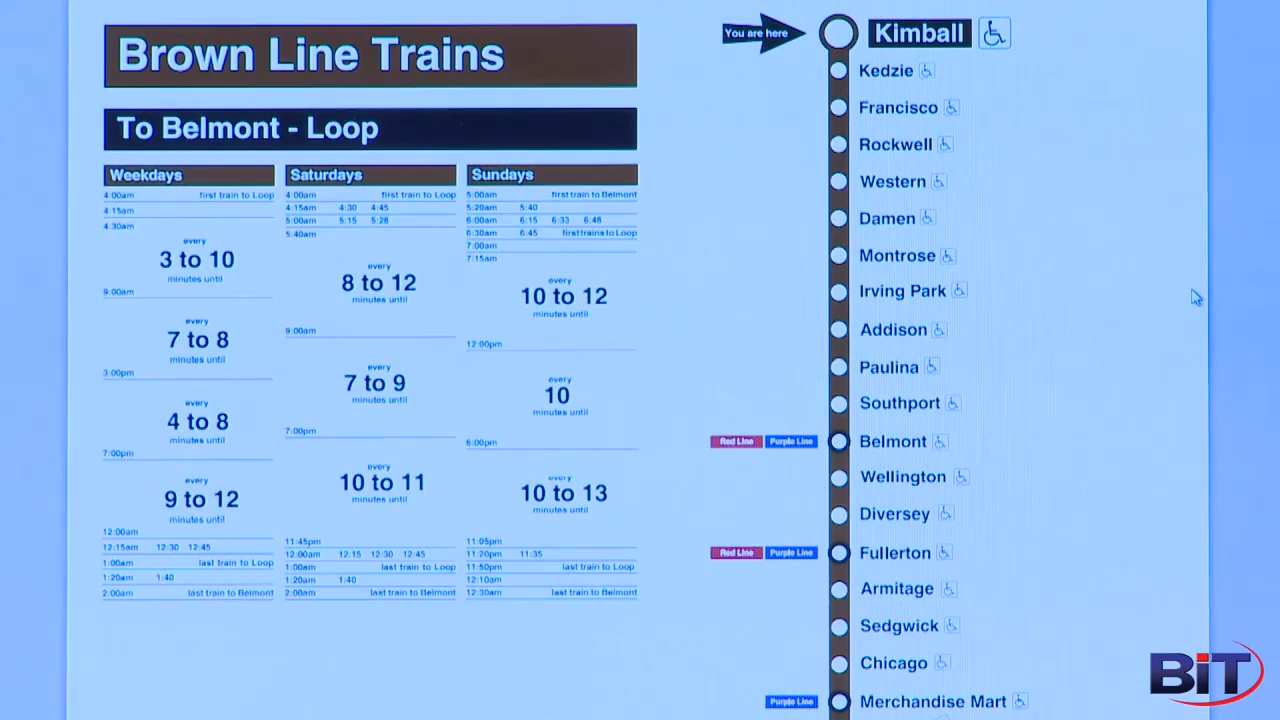 Brown Line Trains
To Belmont - Loop
Weekdays
4:00am first train to Loop
4:15am
4:30am
every
3 to 10
minutes until
9:00am
every
7 to 8
minutes until
3:00pm
every
4 to 8
minutes until
7:00pm
every
9 to 12
minutes until
12:00am
12:15am 12:30 12:45
1:00am last train to Loop
1:20am 1:40
2:00am last train to Belmont
Saturdays
4:00am first train to Loop
4:15am 4:30 4:45
5:00am 5:15 5:28
5:40am
every
8 to 12
minutes until
9:00am
every
7 to 9
minutes until
7:00pm
every
10 to 11
minutes until
11:45pm
12:00am 12:15 12:30 12:45
1:00am last train to Loop
1:20am 1:40
2:00am last train to Belmont
Sundays
5:00am first train to Belmont
5:20am 5:40
6:00am 6:15 6:33 6:48
6:30am 6:45 first trains to Loop
7:00am
7:15am
every
10 to 12
minutes until
12:00pm
every
10
minutes until
6:00pm
every
10 to 13
minutes until
11:05pm
11:20pm 11:35
11:50pm last train to Loop
12:10am
12:30am last train to Belmont
You are here
Kimball
Kedzie
Francisco
Rockwell
Western
Damen
Montrose
Irving Park
Addison
Paulina
Southport
Red Line Purple Line Belmont
Wellington
Diversey
Red Line Purple Line Fullerton
Armitage
Sedgwick
Chicago
Purple Line Merchandise Mart
BiT